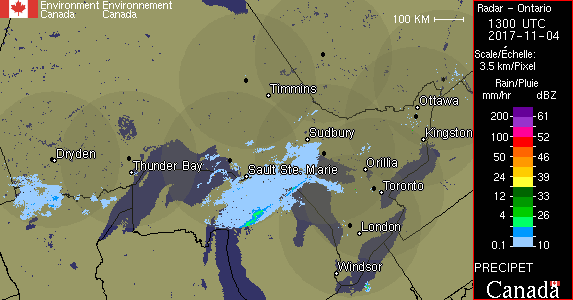 Environment Environnement
Canada Canada
100 KM
Timmins
Ottawa
Sudbury
Kingston
Dryden
Thunder Bay
Sault Ste. Marie
Orillia
Toronto
London
Windsor
Radar - Ontario
1300 UTC
2017-11-04
Scale/Échelle:
3.5 km/Pixel
Rain/Pluie
mm/hr dBZ
200 61
100 52
50 46
24 39
12 33
4 26
0.1 10
PRECIPET
Canada